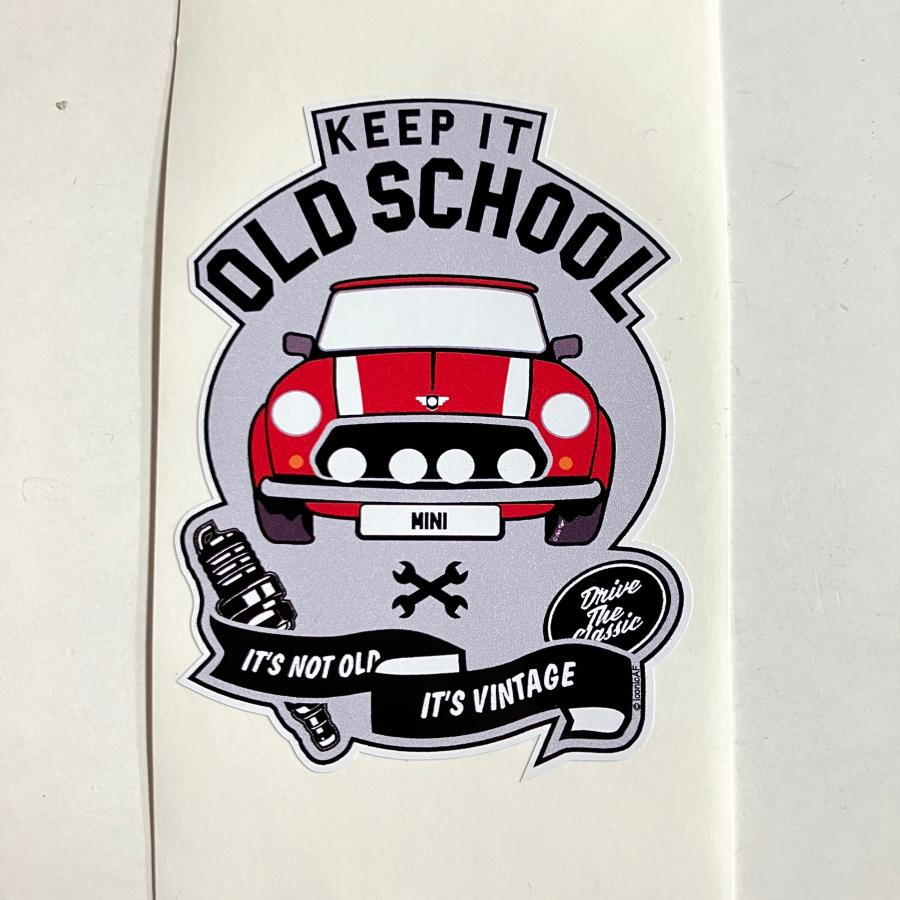 KEEP IT
OLD SCHOOL
MINI
Drive
The
Classic
IT'S NOT OLD
IT'S VINTAGE